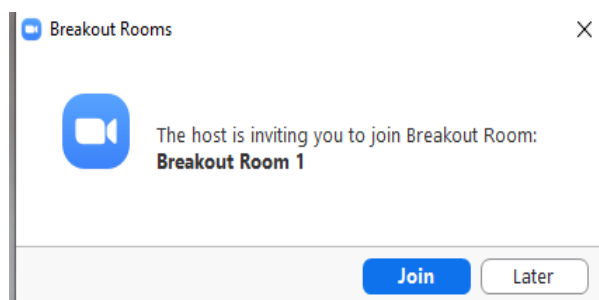 Breakout Rooms
The host is inviting you to join Breakout Room:
Breakout Room 1
Join
Later